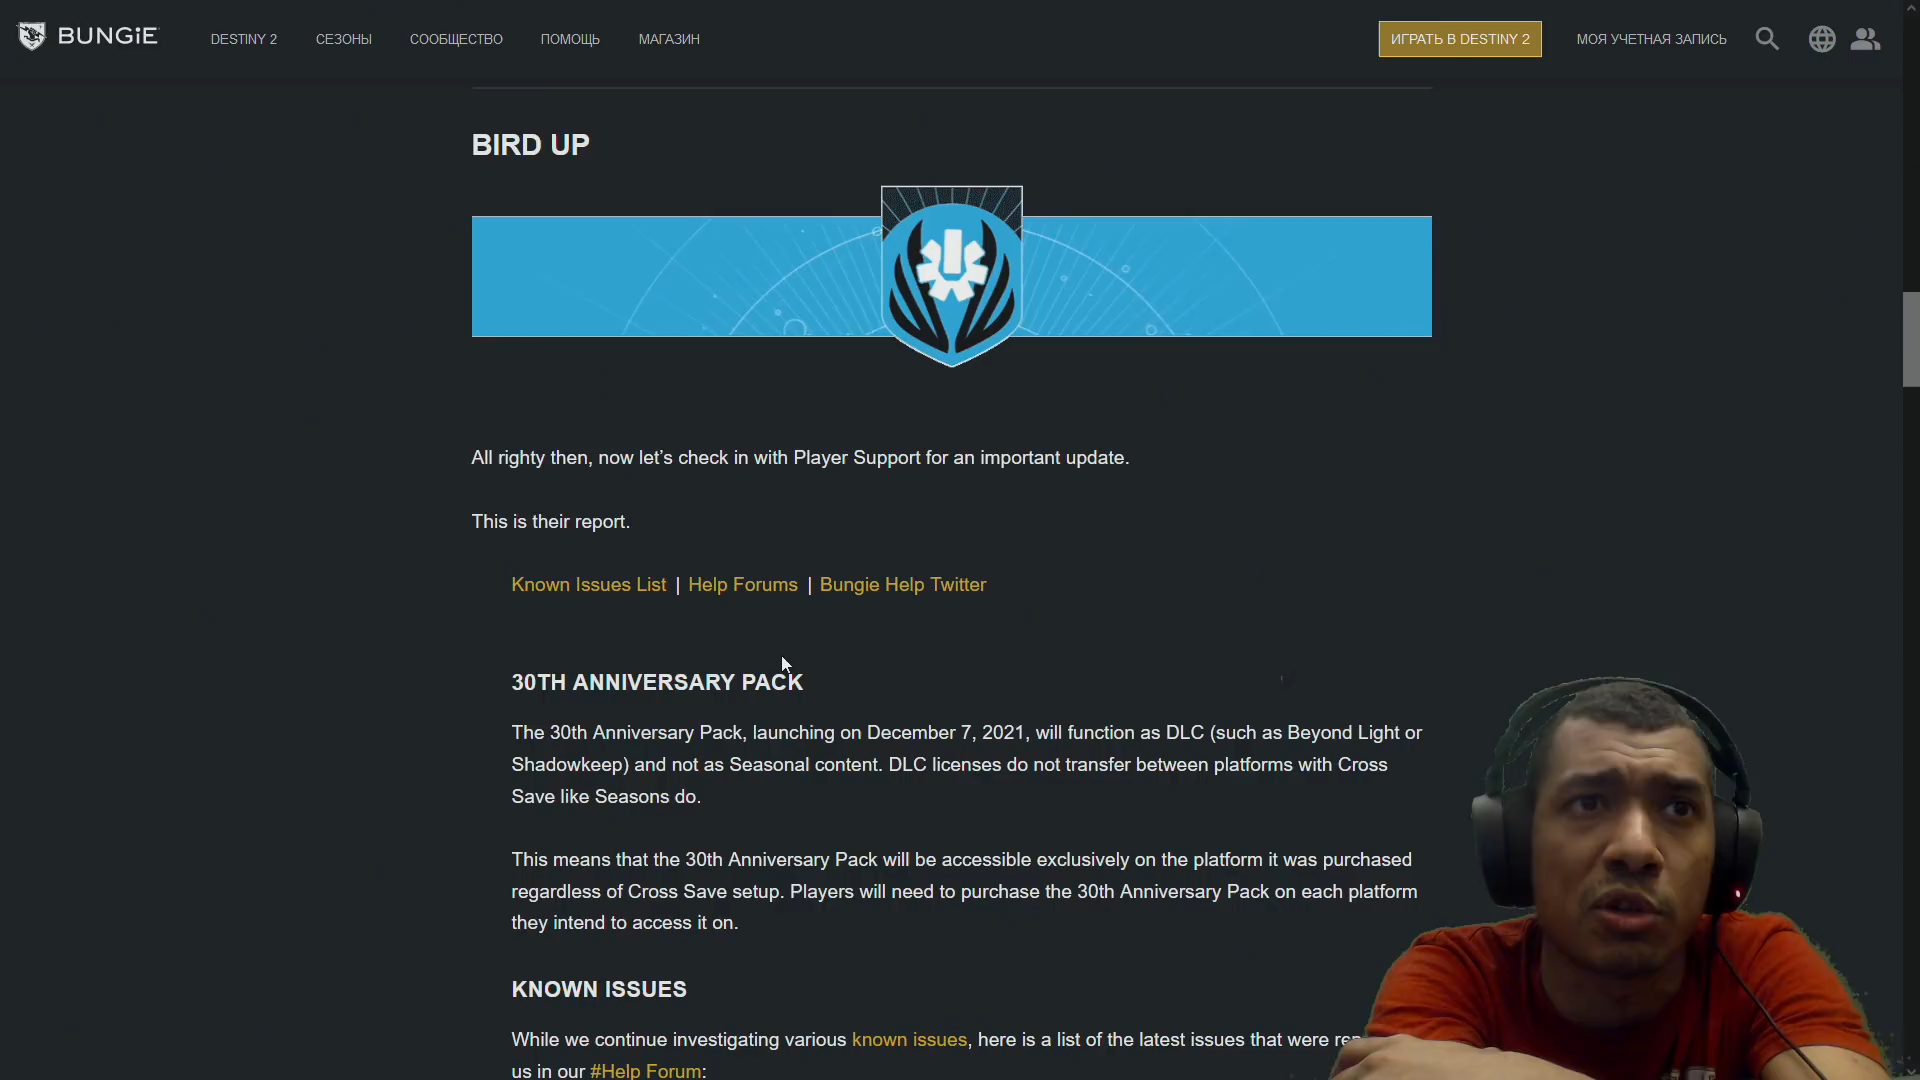 BUNGiE
DESTINY 2 СЕЗОНЫ СООБЩЕСТВО ПОМОЩЬ МАГАЗИН
ИГРАТЬ В DESTINY 2 МОЯ УЧЕТНАЯ ЗАПИСЬ
BIRD UP
All righty then, now let’s check in with Player Support for an important update.
This is their report.
Known Issues List | Help Forums | Bungie Help Twitter
30TH ANNIVERSARY PACK
The 30th Anniversary Pack, launching on December 7, 2021, will function as DLC (such as Beyond Light or
Shadowkeep) and not as Seasonal content. DLC licenses do not transfer between platforms with Cross
Save like Seasons do.
This means that the 30th Anniversary Pack will be accessible exclusively on the platform it was purchased
regardless of Cross Save setup. Players will need to purchase the 30th Anniversary Pack on each platform
they intend to access it on.
KNOWN ISSUES
While we continue investigating various known issues, here is a list of the latest issues that were
us in our #Help Forum: